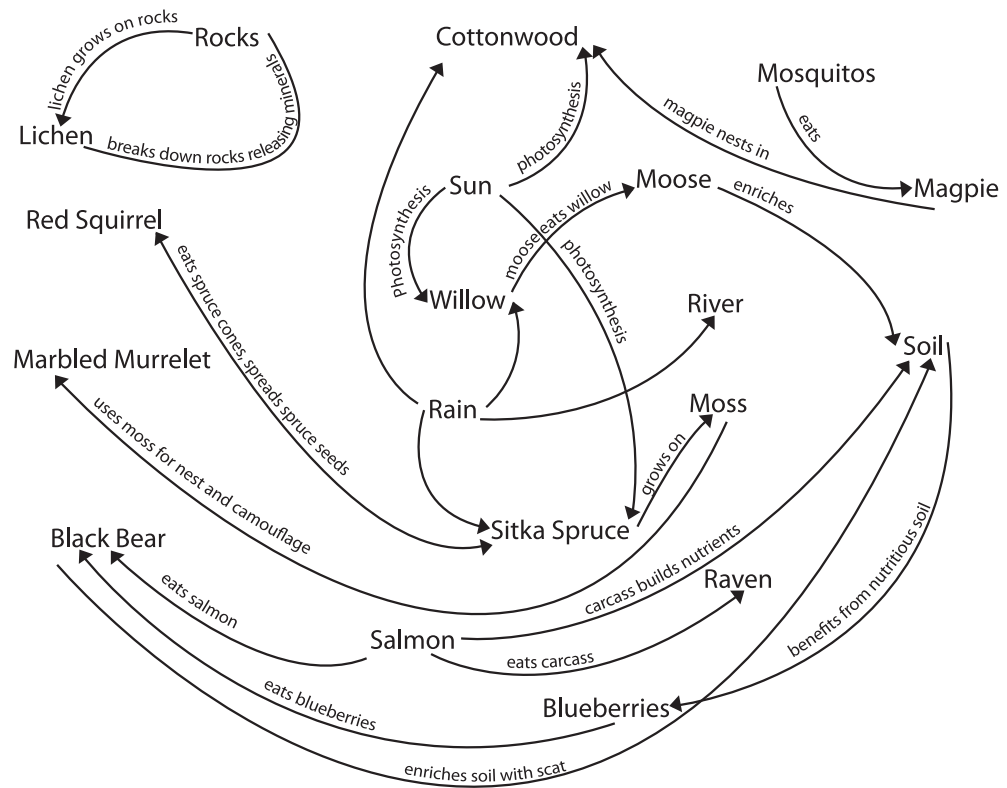 lichen grows on rocks
Rocks
Cottonwood
Mosquitos
breaks down rocks releasing minerals
Lichen
photosynthesis
magpie nests in
eats
Magpie
Sun
Moose
enriches
Photosynthesis
moose eats willow
photosynthesis
Red Squirrel
eats spruce cones, spreads spruce seeds
Willow
River
Soil
Marbled Murrelet
uses moss for nest and camouflage
Rain
Moss
grows on
Sitka Spruce
Black Bear
eats salmon
carcass builds nutrients
Raven
benefits from nutritious soil
Salmon
eats carcass
eats blueberries
Blueberries
enriches soil with scat